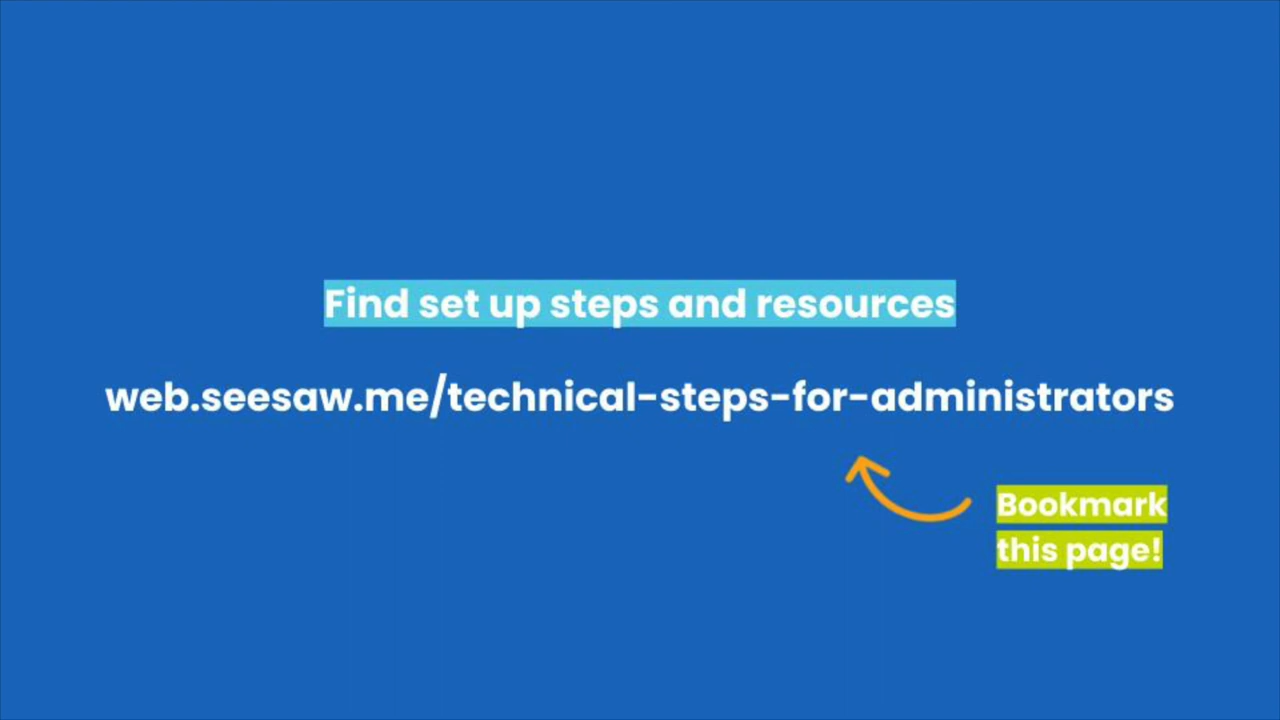 Find set up steps and resources
web.seesaw.me/technical-steps-for-administrators
Bookmark
this page!